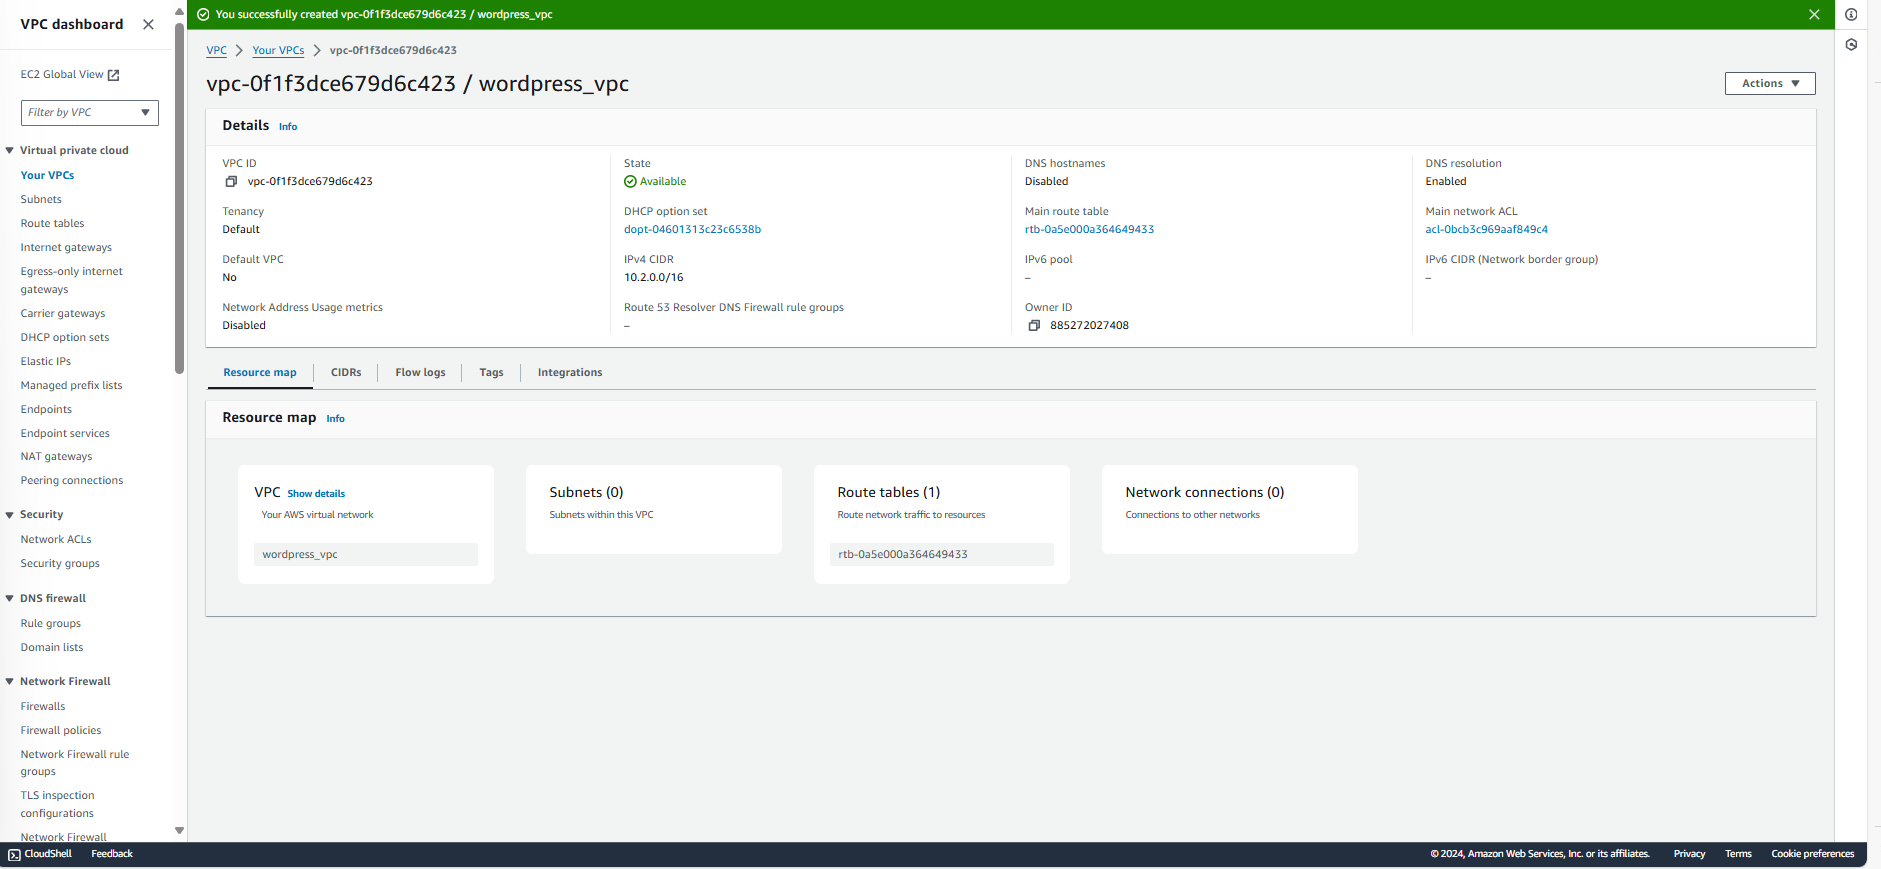 VPC dashboard
EC2 Global View
Filter by VPC
Virtual private cloud
Your VPCs
Subnets
Route tables
Internet gateways
Egress-only internet
gateways
Carrier gateways
DHCP option sets
Elastic IPs
Managed prefix lists
Endpoints
Endpoint services
NAT gateways
Peering connections
Security
Network ACLs
Security groups
DNS firewall
Rule groups
Domain lists
Network Firewall
Firewalls
Firewall policies
Network Firewall rule
groups
TLS inspection
configurations
Network Firewall
You successfully created vpc-0f1f3dce679d6c423 / wordpress_vpc
VPC > Your VPCs > vpc-0f1f3dce679d6c423
vpc-0f1f3dce679d6c423 / wordpress_vpc
Actions
Details Info
VPC ID
vpc-0f1f3dce679d6c423
State
Available
DNS hostnames
Disabled
DNS resolution
Enabled
Tenancy
Default
DHCP option set
dopt-04601313c23c6538b
Main route table
rtb-0a5e000a364649433
Main network ACL
acl-0bcb3c969aaf849c4
Default VPC
No
IPv4 CIDR
10.2.0.0/16
IPv6 pool
–
IPv6 CIDR (Network border group)
–
Network Address Usage metrics
Disabled
Route 53 Resolver DNS Firewall rule groups
–
Owner ID
885272027408
Resource map
CIDRs
Flow logs
Tags
Integrations
Resource map Info
VPC Show details
Your AWS virtual network
wordpress_vpc
Subnets (0)
Subnets within this VPC
Route tables (1)
Route network traffic to resources
rtb-0a5e000a364649433
Network connections (0)
Connections to other networks
CloudShell
Feedback
© 2024, Amazon Web Services, Inc. or its affiliates.
Privacy
Terms
Cookie preferences